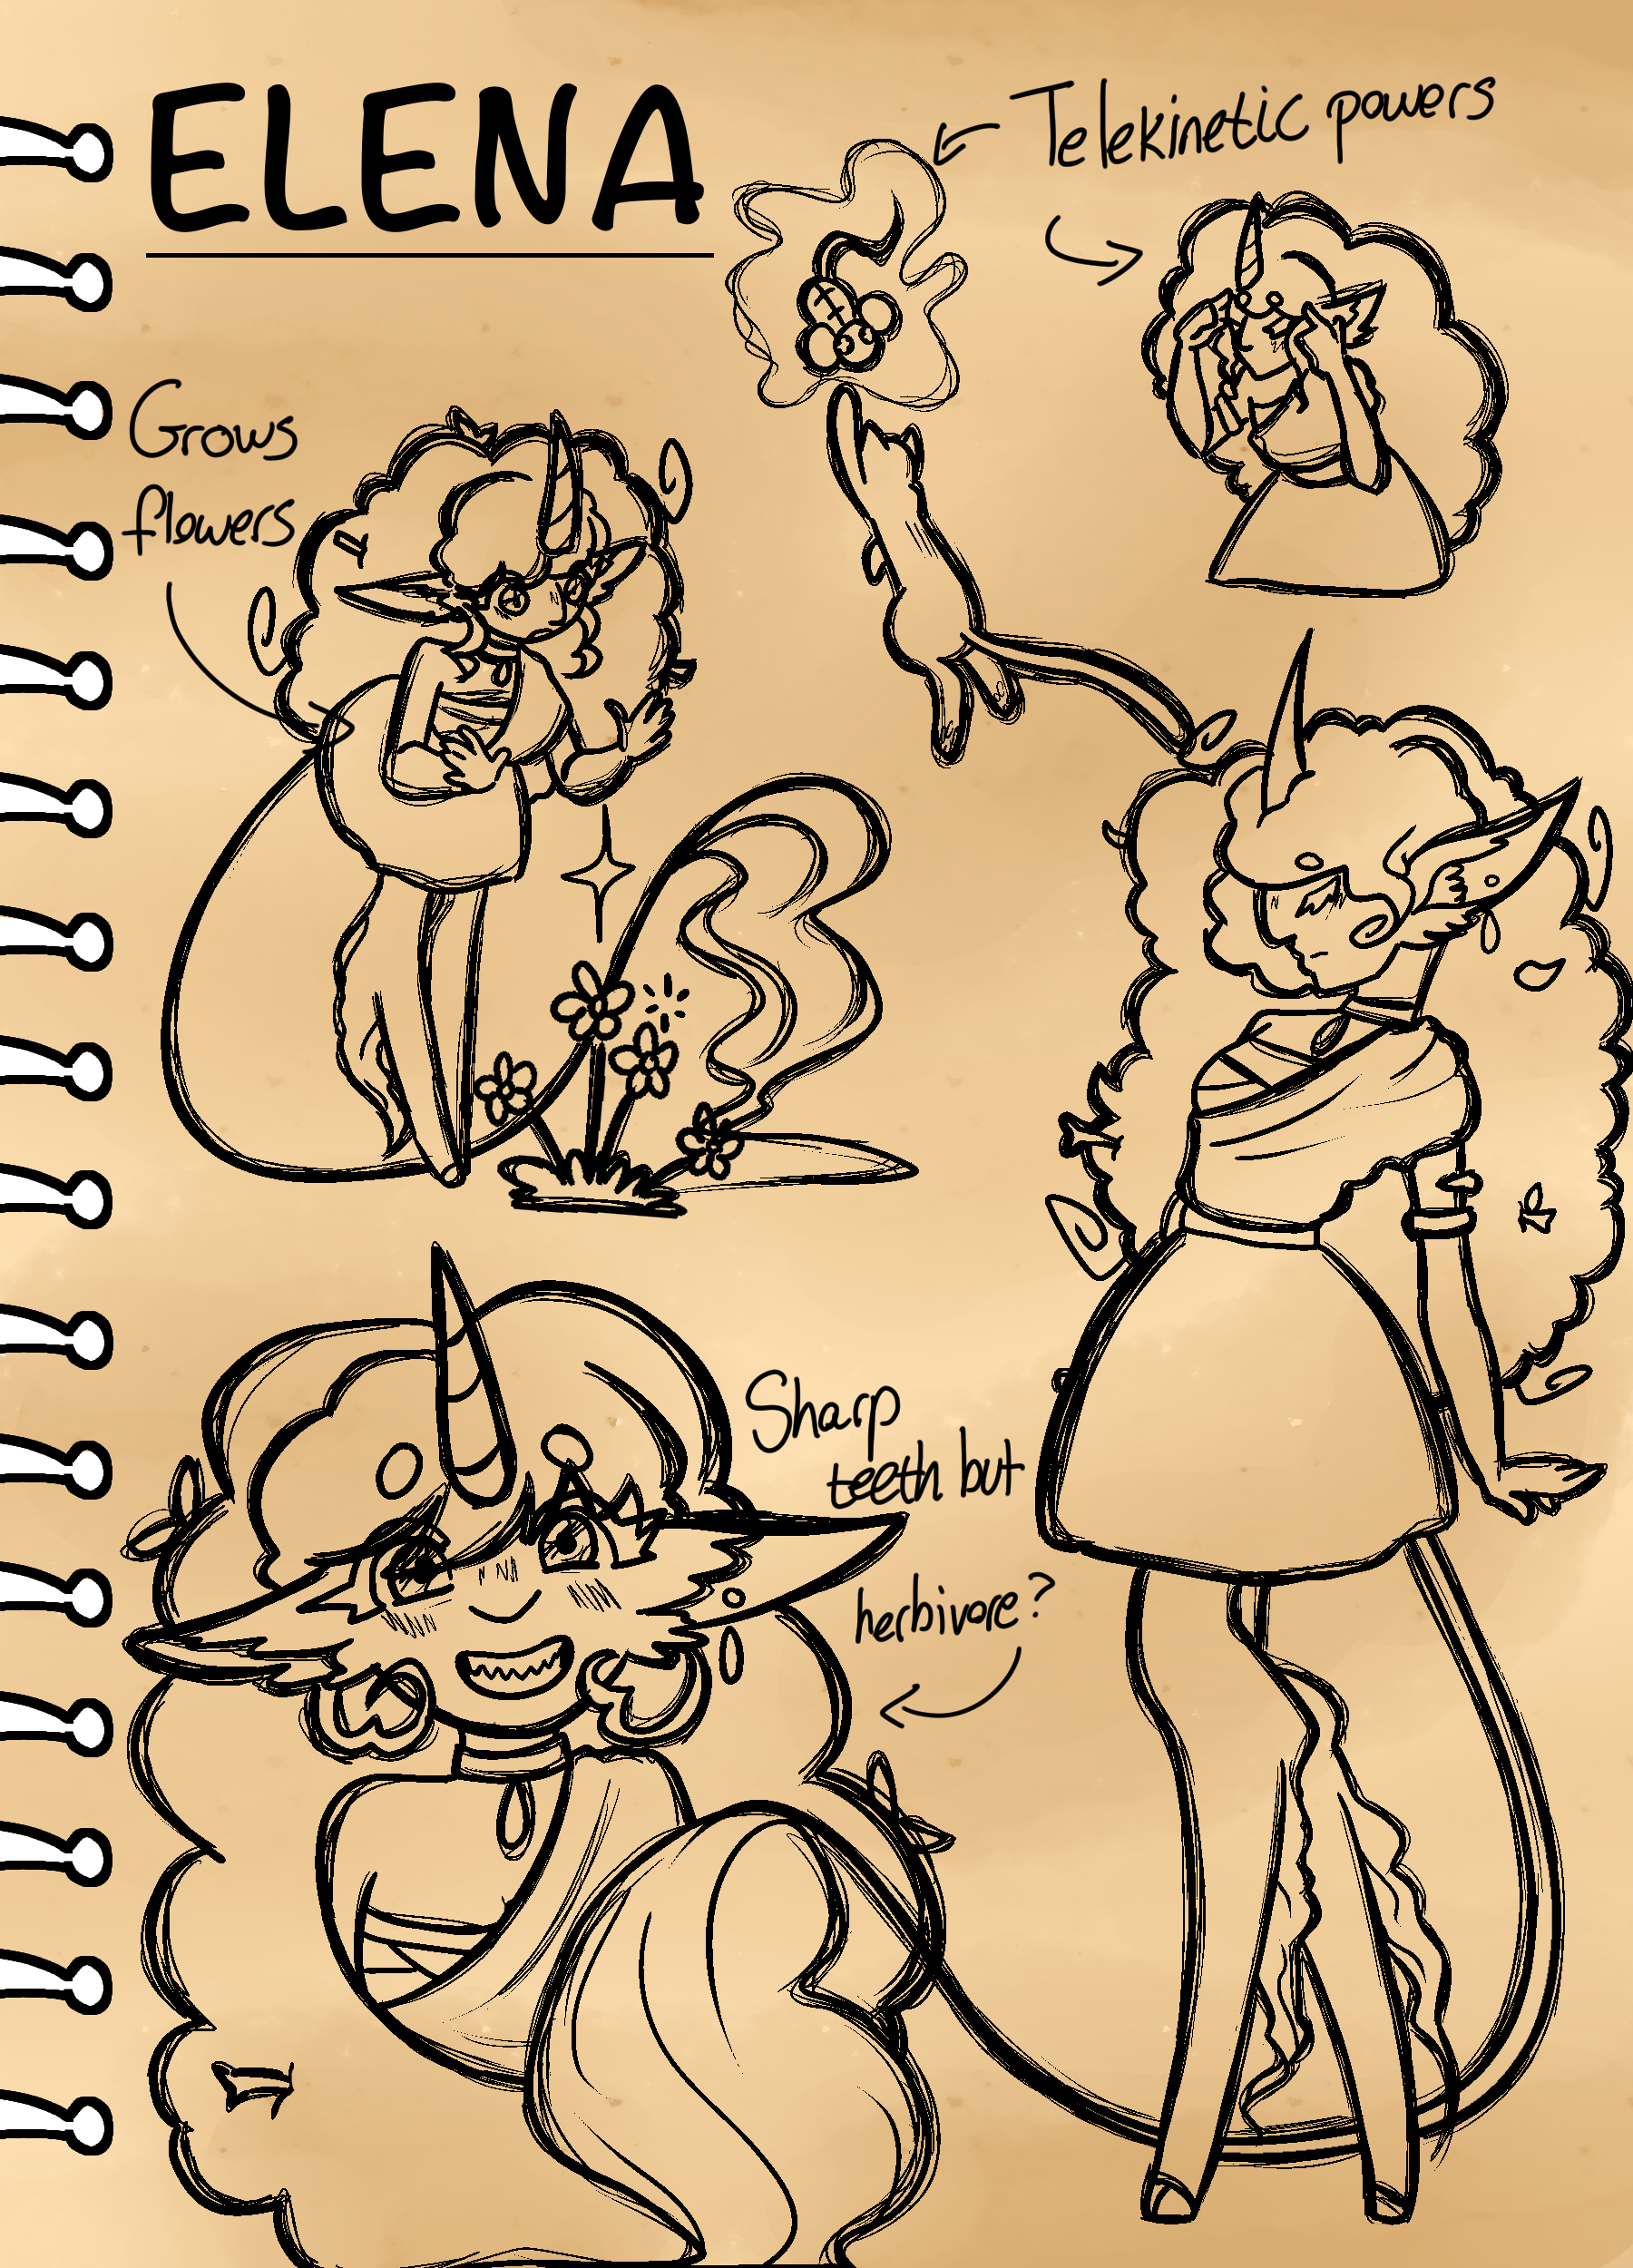 ELENA
Telekinetic powers
Grows
flowers
Sharp
teeth but
herbivore?